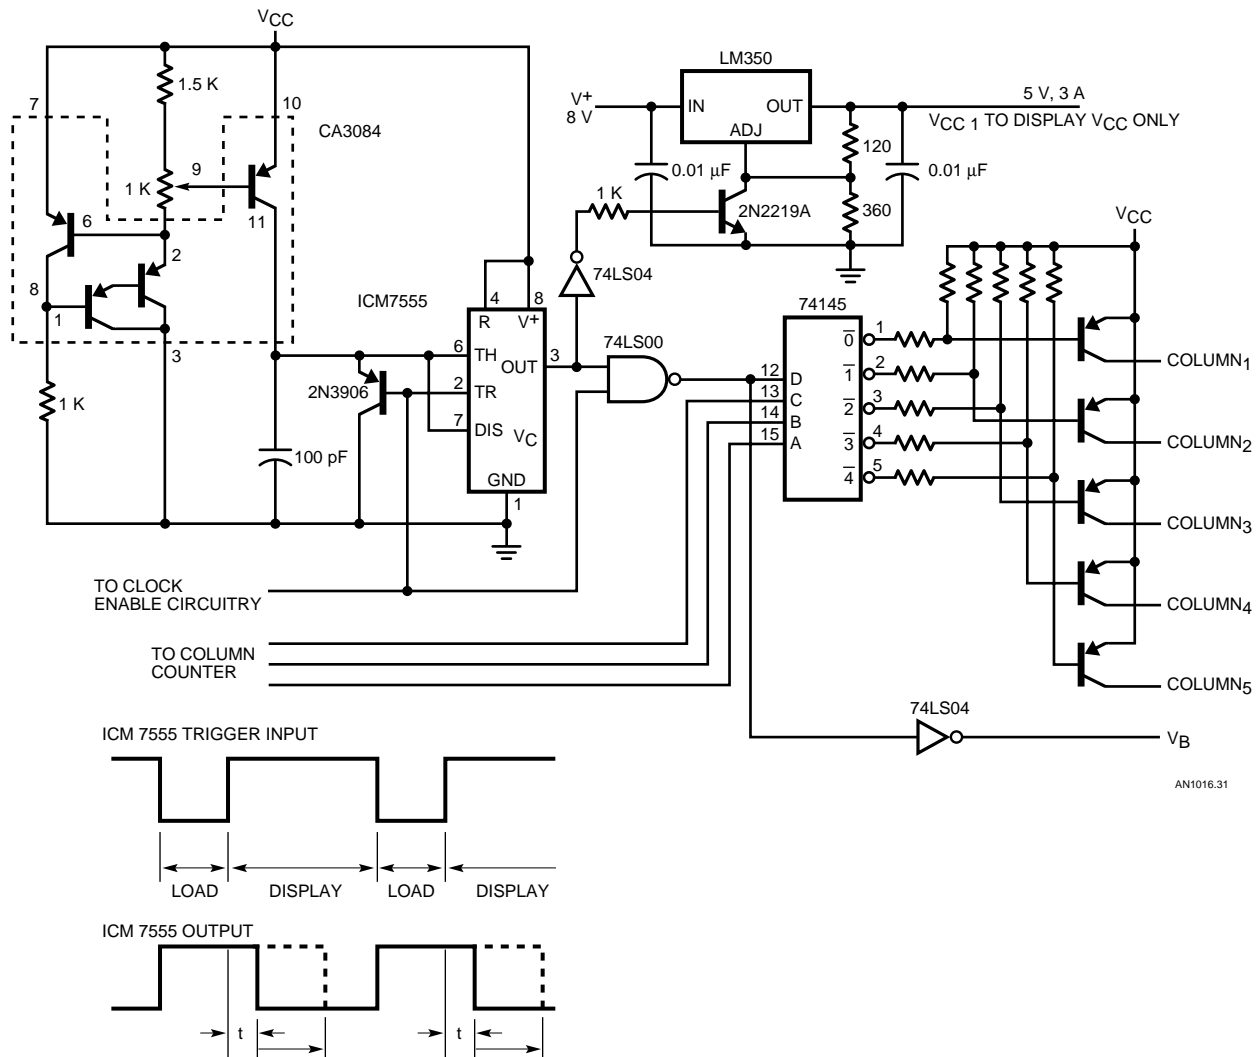 VCC
1.5 K
7
10
CA3084
9
1 K
11
6
2
8
1
3
1 K
100 pF
2N3906
ICM7555
4
8
R
V+
6
TH
OUT
3
2
TR
7
DIS
VC
GND
1
LM350
V+
8 V
IN
OUT
ADJ
5 V, 3 A
VCC 1 TO DISPLAY VCC ONLY
0.01 µF
120
0.01 µF
1 K
2N2219A
360
74LS04
74LS00
VCC
74145
12
D
13
C
14
B
15
A
0
1
1
2
2
3
3
4
4
5
COLUMN1
COLUMN2
COLUMN3
COLUMN4
COLUMN5
TO CLOCK
ENABLE CIRCUITRY
TO COLUMN
COUNTER
74LS04
VB
AN1016.31
ICM 7555 TRIGGER INPUT
LOAD
DISPLAY
LOAD
DISPLAY
ICM 7555 OUTPUT
t
t